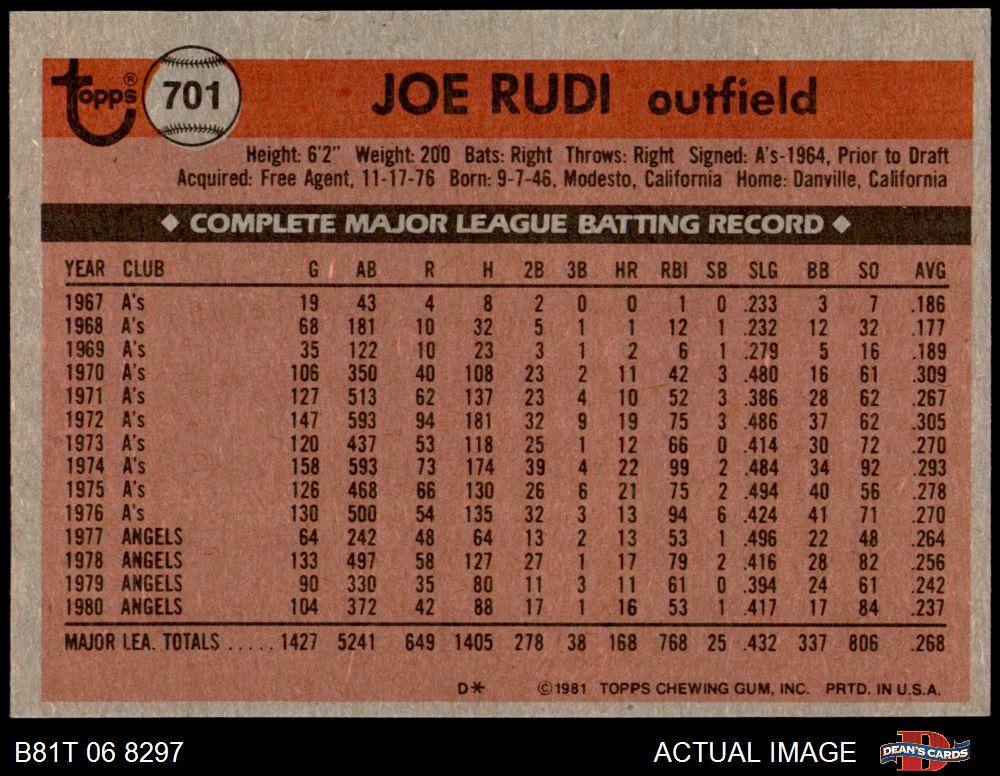 Topps® 701 JOE RUDI outfield
Height: 6'2" Weight: 200 Bats: Right Throws: Right Signed: A's-1964, Prior to Draft
Acquired: Free Agent, 11-17-76 Born: 9-7-46, Modesto, California Home: Danville, California
◆ COMPLETE MAJOR LEAGUE BATTING RECORD ◆
YEAR CLUB G AB R H 2B 3B HR RBI SB SLG BB SO AVG
1967 A's 19 43 4 8 2 0 0 1 0 .233 3 7 .186
1968 A's 68 181 10 32 5 1 1 12 1 .232 12 32 .177
1969 A's 35 122 10 23 3 1 2 6 1 .279 5 16 .189
1970 A's 106 350 40 108 23 2 11 42 3 .480 16 61 .309
1971 A's 127 513 62 137 23 4 10 52 3 .386 28 62 .267
1972 A's 147 593 94 181 32 9 19 75 3 .486 37 62 .305
1973 A's 120 437 53 118 25 1 12 66 0 .414 30 72 .270
1974 A's 158 593 73 174 39 4 22 99 2 .484 34 92 .293
1975 A's 126 468 66 130 26 6 21 75 2 .494 40 56 .278
1976 A's 130 500 54 135 32 3 13 94 6 .424 41 71 .270
1977 ANGELS 64 242 48 64 13 2 13 53 1 .496 22 48 .264
1978 ANGELS 133 497 58 127 27 1 17 79 2 .416 28 82 .256
1979 ANGELS 90 330 35 80 11 3 11 61 0 .394 24 61 .242
1980 ANGELS 104 372 42 88 17 1 16 53 1 .417 17 84 .237
MAJOR LEA. TOTALS ..... 1427 5241 649 1405 278 38 168 768 25 .432 337 806 .268
D* ©1981 TOPPS CHEWING GUM, INC. PRTD. IN U.S.A.
B81T 06 8297 ACTUAL IMAGE D DEAN'S CARDS